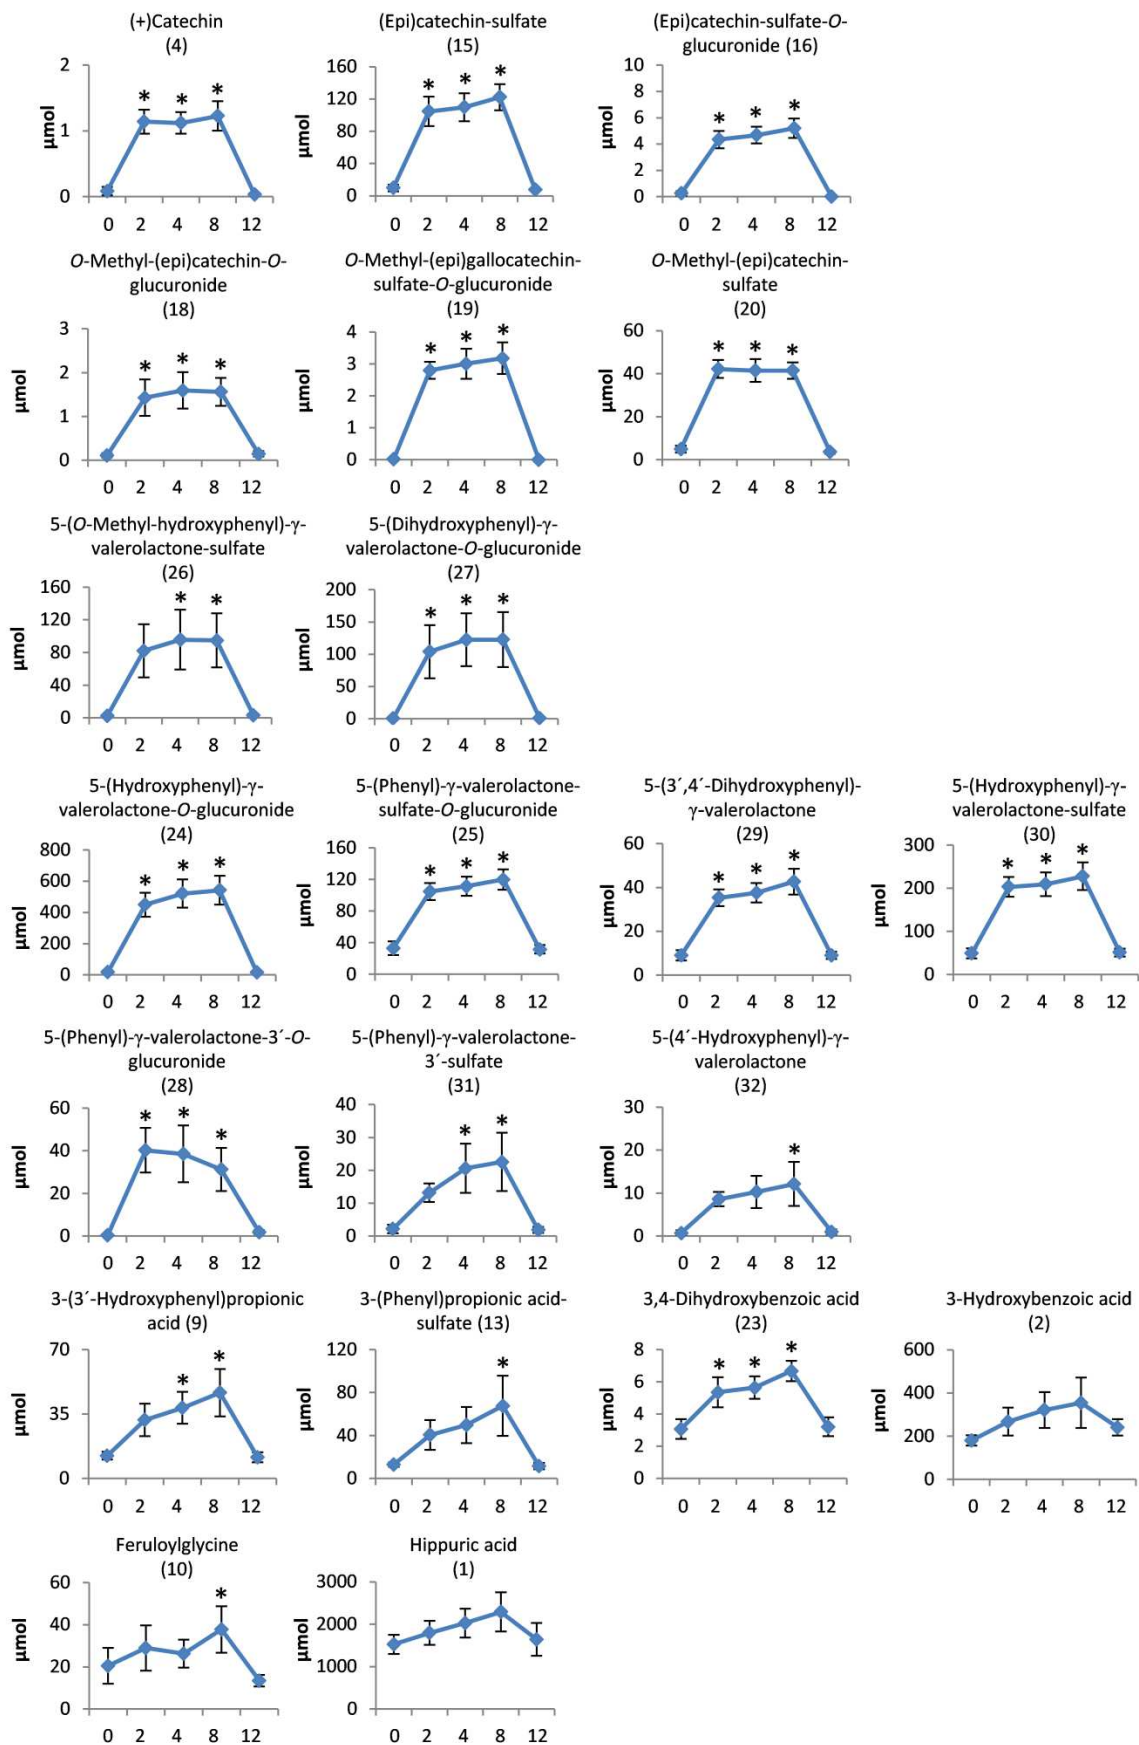 (+)Catechin
(4)
2
1
0
µmol
* * *
0 2 4 8 12
(Epi)catechin-sulfate
(15)
160
120
80
40
0
µmol
* * *
0 2 4 8 12
(Epi)catechin-sulfate-O-
glucuronide (16)
10
8
6
4
2
0
µmol
* * *
0 2 4 8 12
O-Methyl-(epi)catechin-O-
glucuronide
(18)
3
2
1
0
µmol
* * *
0 2 4 8 12
O-Methyl-(epi)gallocatechin-
sulfate-O-glucuronide
(19)
4
3
2
1
0
µmol
* * *
0 2 4 8 12
O-Methyl-(epi)catechin-
sulfate
(20)
60
40
20
0
µmol
* * *
0 2 4 8 12
5-(O-Methyl-hydroxyphenyl)-γ-
valerolactone-sulfate
(26)
160
120
80
40
0
µmol
* *
0 2 4 8 12
5-(Dihydroxyphenyl)-γ-
valerolactone-O-glucuronide
(27)
200
150
100
50
0
µmol
* * *
0 2 4 8 12
5-(Hydroxyphenyl)-γ-
valerolactone-O-glucuronide
(24)
800
600
400
200
0
µmol
* * *
0 2 4 8 12
5-(Phenyl)-γ-valerolactone-
sulfate-O-glucuronide
(25)
160
120
80
40
0
µmol
* * *
0 2 4 8 12
5-(3´,4´-Dihydroxyphenyl)-
γ-valerolactone
(29)
60
40
20
0
µmol
* * *
0 2 4 8 12
5-(Hydroxyphenyl)-γ-
valerolactone-sulfate
(30)
300
200
100
0
µmol
* * *
0 2 4 8 12
5-(Phenyl)-γ-valerolactone-3´-O-
glucuronide
(28)
60
40
20
0
µmol
* * *
0 2 4 8 12
5-(Phenyl)-γ-valerolactone-
3´-sulfate
(31)
40
30
20
10
0
µmol
* *
0 2 4 8 12
5-(4´-Hydroxyphenyl)-γ-
valerolactone
(32)
30
20
10
0
µmol
*
0 2 4 8 12
3-(3´-Hydroxyphenyl)propionic
acid (9)
70
35
0
µmol
* *
0 2 4 8 12
3-(Phenyl)propionic acid-
sulfate (13)
120
80
40
0
µmol
*
0 2 4 8 12
3,4-Dihydroxybenzoic acid
(23)
8
6
4
2
0
µmol
* * *
0 2 4 8 12
3-Hydroxybenzoic acid
(2)
600
400
200
0
µmol
0 2 4 8 12
Feruloylglycine
(10)
60
40
20
0
µmol
*
0 2 4 8 12
Hippuric acid
(1)
3000
2000
1000
0
µmol
0 2 4 8 12